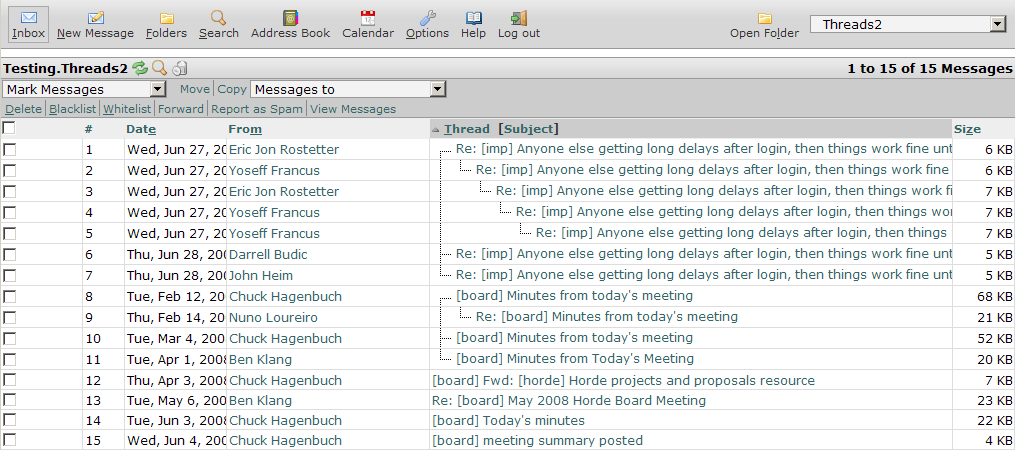 Inbox New Message Folders Search Address Book Calendar Options Help Log out Open Folder Threads2
Testing.Threads2 1 to 15 of 15 Messages
Mark Messages Move Copy Messages to
Delete Blacklist Whitelist Forward Report as Spam View Messages
# Date From Thread [Subject] Size
1 Wed, Jun 27, 20 Eric Jon Rostetter Re: [imp] Anyone else getting long delays after login, then things work fine unt 6 KB
2 Wed, Jun 27, 20 Yoseff Francus Re: [imp] Anyone else getting long delays after login, then things work fine 6 KB
3 Wed, Jun 27, 20 Eric Jon Rostetter Re: [imp] Anyone else getting long delays after login, then things wor 7 KB
4 Wed, Jun 27, 20 Yoseff Francus Re: [imp] Anyone else getting long delays after login, then things wo 7 KB
5 Wed, Jun 27, 20 Yoseff Francus Re: [imp] Anyone else getting long delays after login, then things 7 KB
6 Thu, Jun 28, 200 Darrell Budic Re: [imp] Anyone else getting long delays after login, then things work fine unt 5 KB
7 Thu, Jun 28, 200 John Heim Re: [imp] Anyone else getting long delays after login, then things work fine unt 5 KB
8 Tue, Feb 12, 200 Chuck Hagenbuch [board] Minutes from today's meeting 68 KB
9 Thu, Feb 14, 200 Nuno Loureiro Re: [board] Minutes from today's meeting 21 KB
10 Tue, Mar 4, 2008 Chuck Hagenbuch [board] Minutes from today's meeting 52 KB
11 Tue, Apr 1, 2008 Ben Klang [board] Minutes from Today's Meeting 20 KB
12 Thu, Apr 3, 2008 Chuck Hagenbuch [board] Fwd: [horde] Horde projects and proposals resource 7 KB
13 Tue, May 6, 2008 Ben Klang Re: [board] May 2008 Horde Board Meeting 23 KB
14 Tue, Jun 3, 2008 Chuck Hagenbuch [board] Today's minutes 22 KB
15 Wed, Jun 4, 200 Chuck Hagenbuch [board] meeting summary posted 4 KB